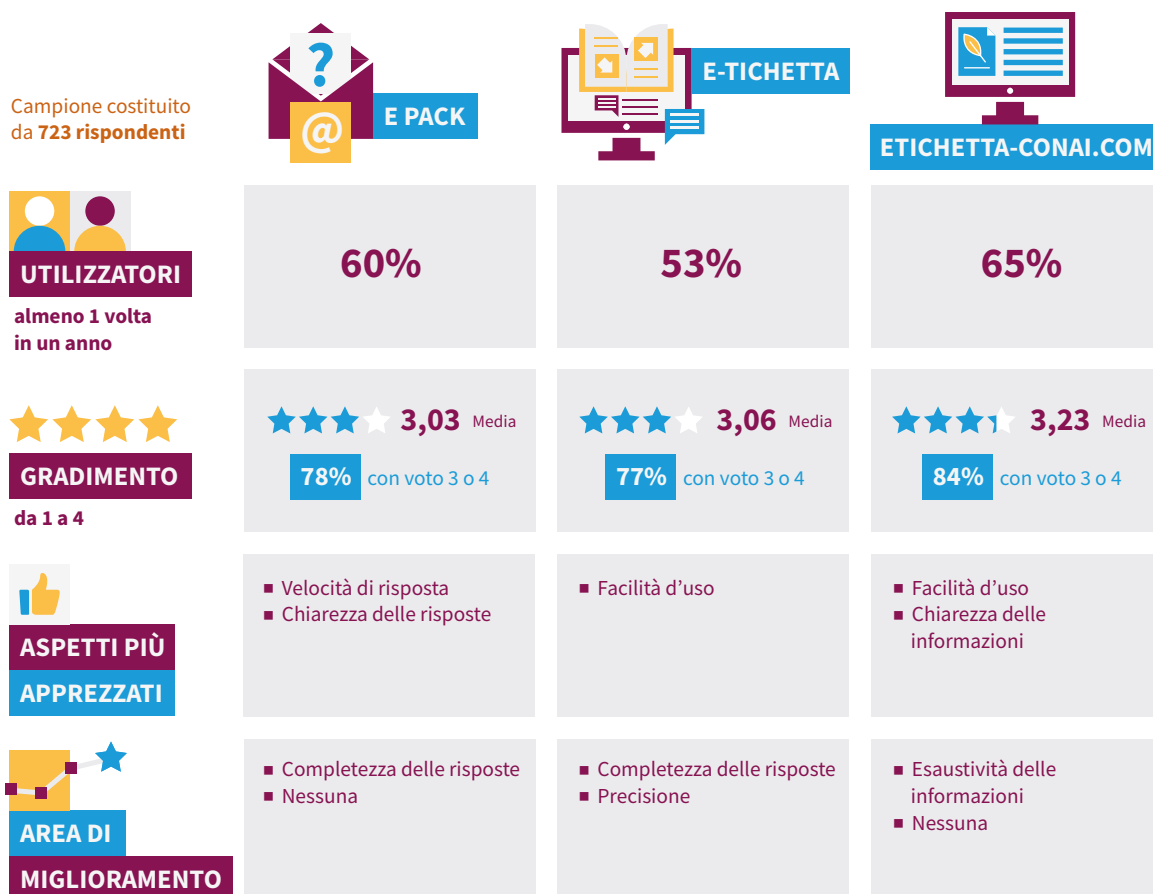 Campione costituito
da 723 rispondenti
?
@
E PACK
E-TICHETTA
ETICHETTA-CONAI.COM
UTILIZZATORI
almeno 1 volta
in un anno
60%
53%
65%
GRADIMENTO
da 1 a 4
3,03 Media
78% con voto 3 o 4
3,06 Media
77% con voto 3 o 4
3,23 Media
84% con voto 3 o 4
ASPETTI PIÙ
APPREZZATI
■ Velocità di risposta
■ Chiarezza delle risposte
■ Facilità d’uso
■ Facilità d’uso
■ Chiarezza delle
informazioni
AREA DI
MIGLIORAMENTO
■ Completezza delle risposte
■ Nessuna
■ Completezza delle risposte
■ Precisione
■ Esaustività delle
informazioni
■ Nessuna